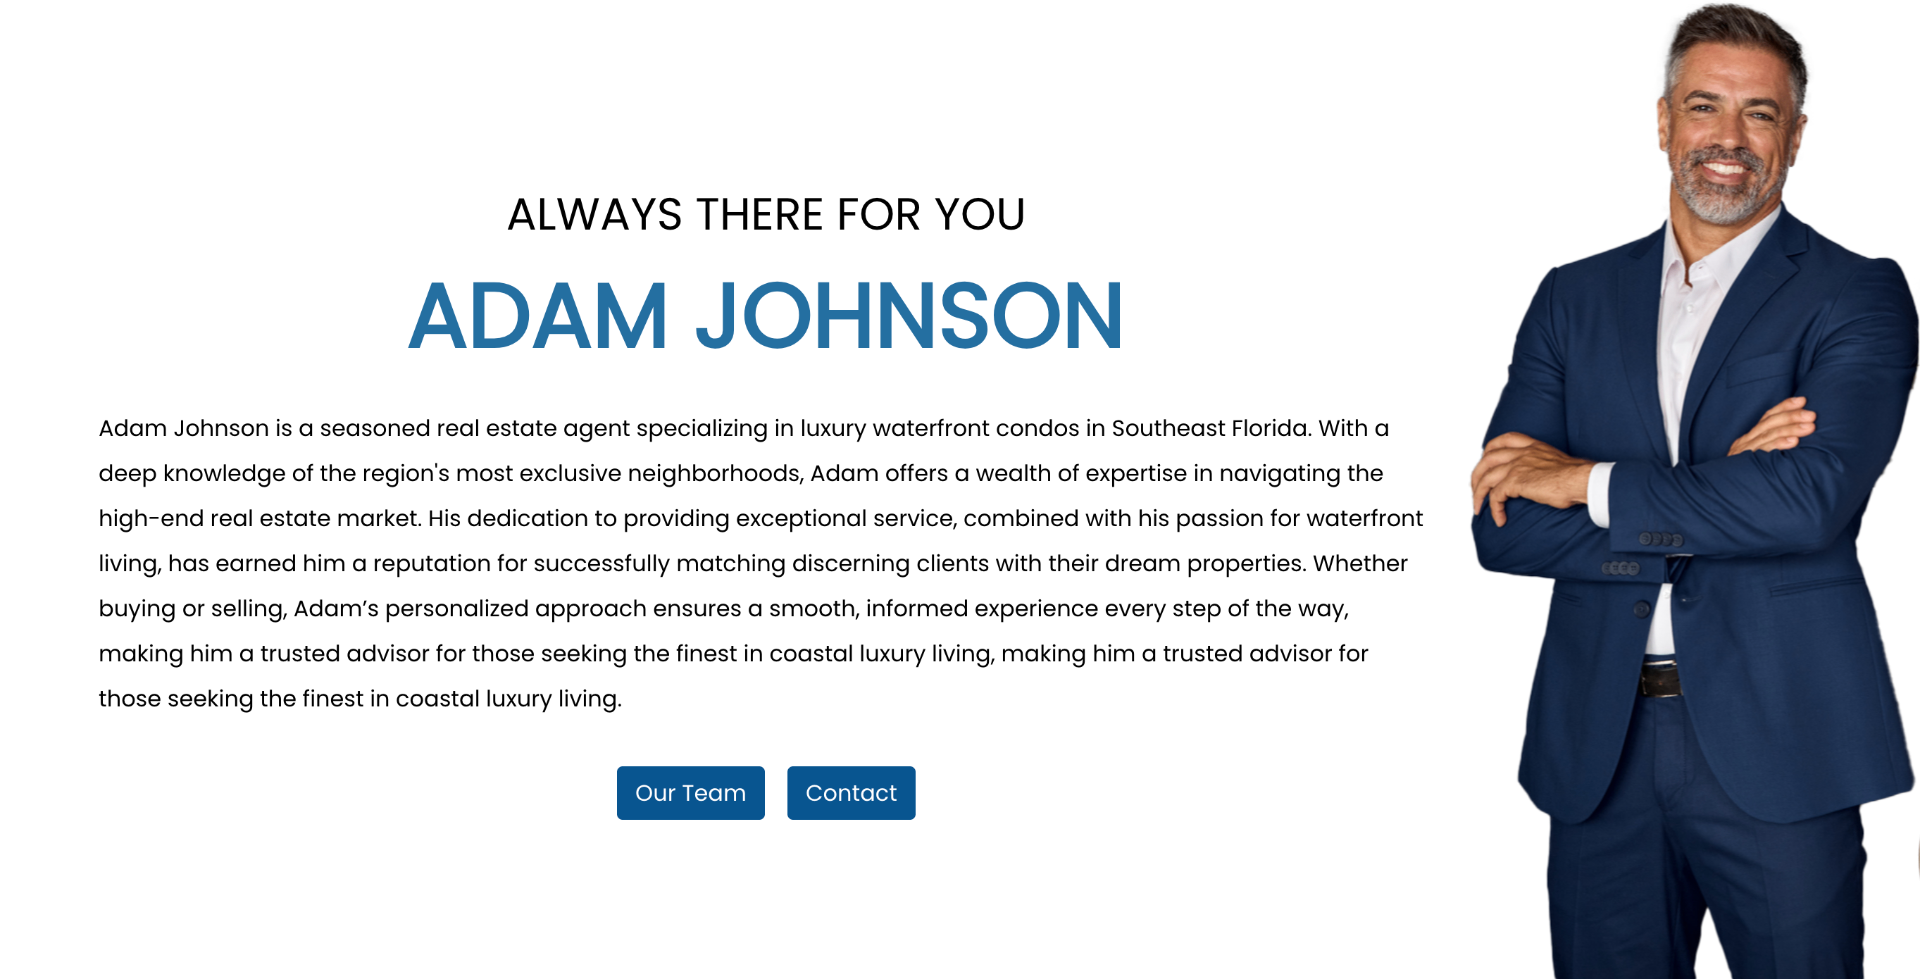 ALWAYS THERE FOR YOU
ADAM JOHNSON
Adam Johnson is a seasoned real estate agent specializing in luxury waterfront condos in Southeast Florida. With a
deep knowledge of the region's most exclusive neighborhoods, Adam offers a wealth of expertise in navigating the
high-end real estate market. His dedication to providing exceptional service, combined with his passion for waterfront
living, has earned him a reputation for successfully matching discerning clients with their dream properties. Whether
buying or selling, Adam’s personalized approach ensures a smooth, informed experience every step of the way,
making him a trusted advisor for those seeking the finest in coastal luxury living, making him a trusted advisor for
those seeking the finest in coastal luxury living.
Our Team
Contact